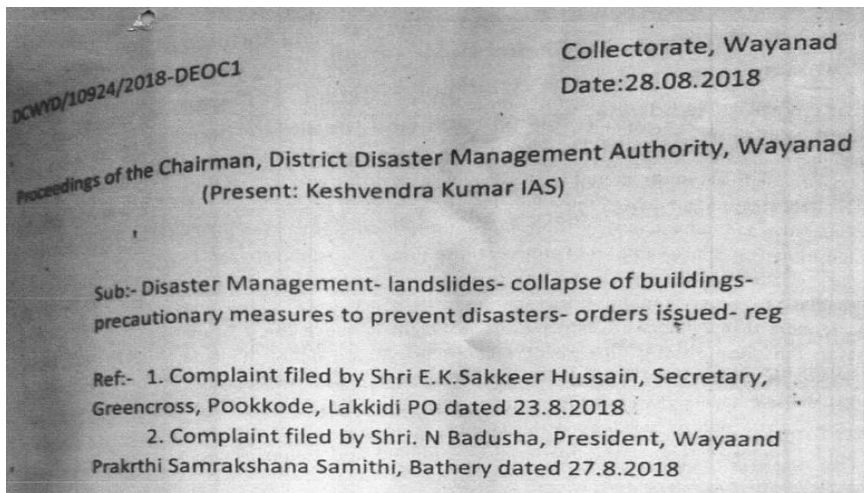 Collectorate, Wayanad
DCWYD/10924/2018-DEOC1
Date:28.08.2018
Proceedings of the Chairman, District Disaster Management Authority, Wayanad
(Present: Keshvendra Kumar IAS)
Sub:- Disaster Management- landslides- collapse of buildings-
precautionary measures to prevent disasters- orders issued- reg
Ref:- 1. Complaint filed by Shri E.K.Sakkeer Hussain, Secretary,
Greencross, Pookkode, Lakkidi PO dated 23.8.2018
2. Complaint filed by Shri. N Badusha, President, Wayaand
Prakrthi Samrakshana Samithi, Bathery dated 27.8.2018